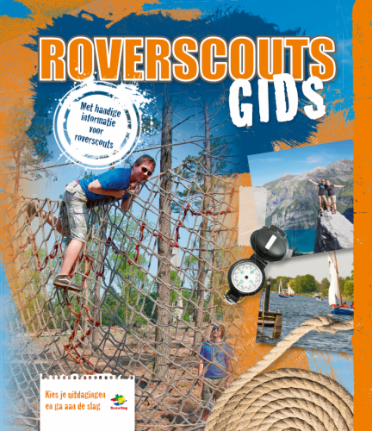 ROVERSCOUTS
GIDS
Met handige
informatie
voor
roverscouts
Kies je uitdagingen
en ga aan de slag